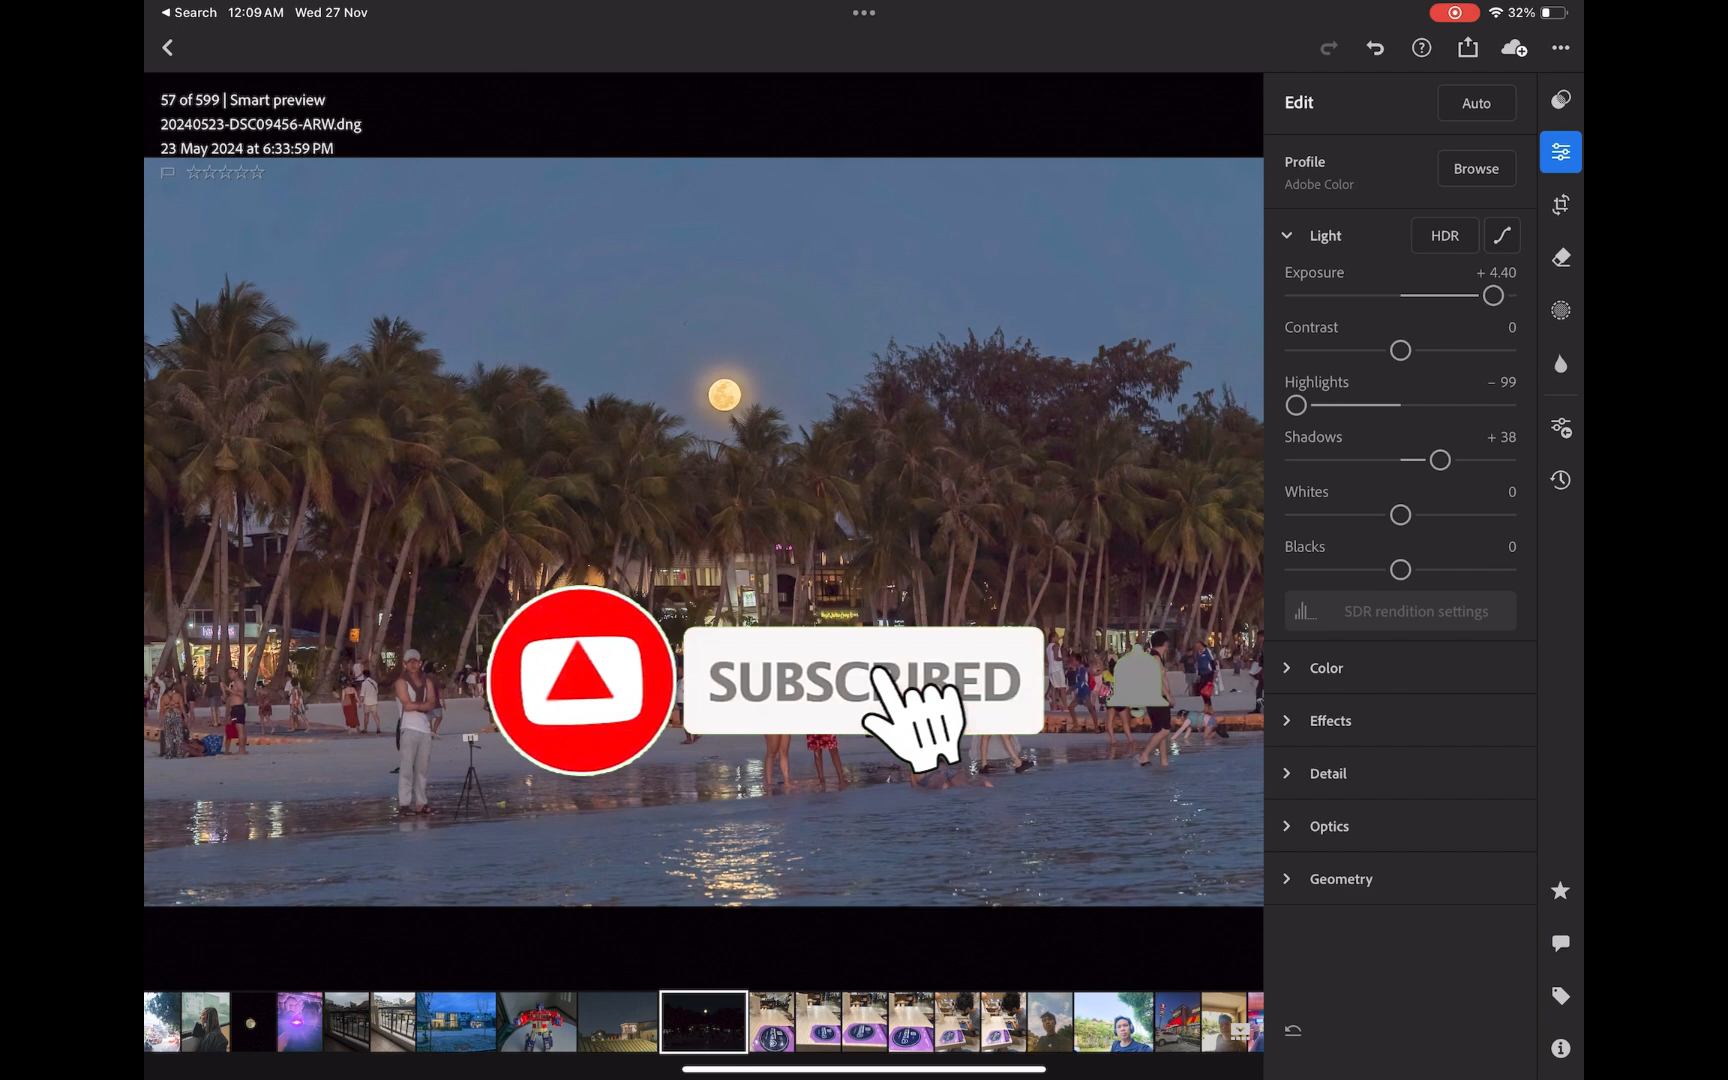 Search 12:09 AM Wed 27 Nov
32%
57 of 599 | Smart preview
20240523-DSC09456-ARW.dng
23 May 2024 at 6:33:59 PM
Edit
Auto
Profile
Adobe Color
Browse
Light
HDR
Exposure + 4.40
Contrast 0
Highlights – 99
Shadows + 38
Whites 0
Blacks 0
SDR rendition settings
Color
Effects
Detail
Optics
Geometry
SUBSCRIBED